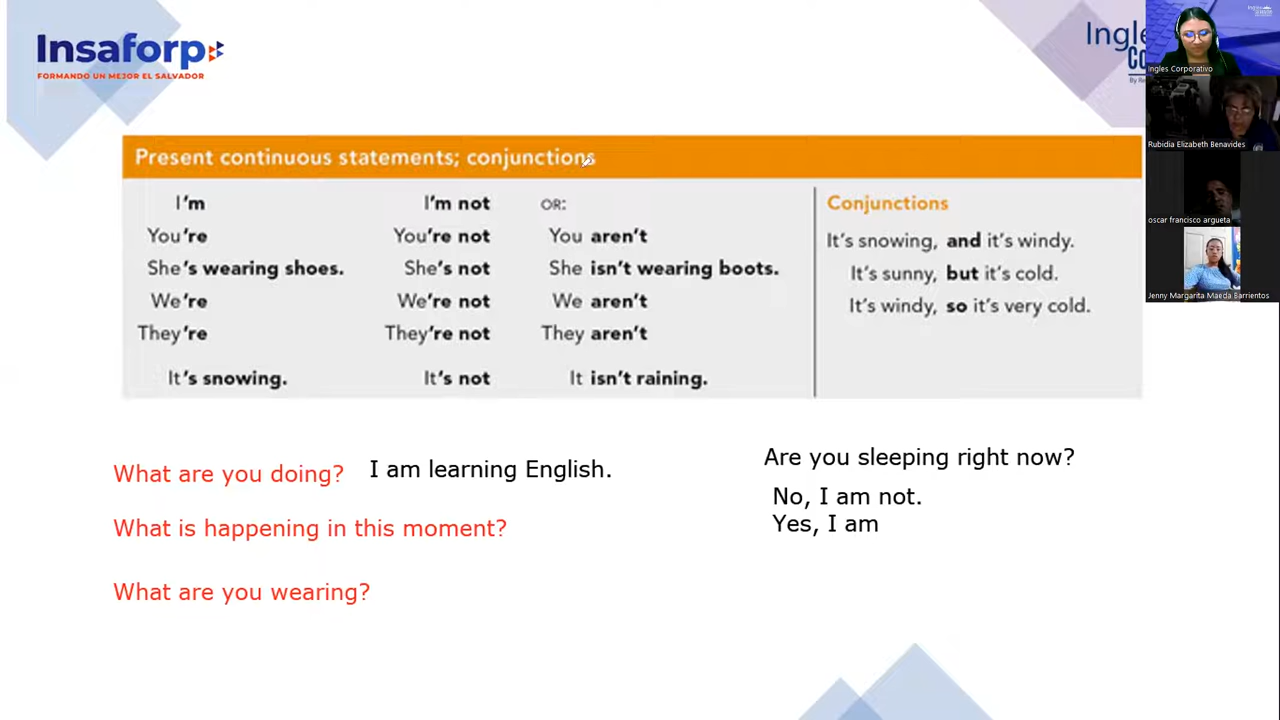 Insaforp
FORMANDO UN MEJOR EL SALVADOR
Ingl
Ingles Corporativo
Rubidia Elizabeth Benavides
oscar francisco argueta
Jenny Margarita Maeda Barrientos
Present continuous statements; conjunctions
I'm I'm not OR:
You're You're not You aren't
She's wearing shoes. She's not She isn't wearing boots.
We're We're not We aren't
They're They're not They aren't
It's snowing. It's not It isn't raining.
Conjunctions
It's snowing, and it's windy.
It's sunny, but it's cold.
It's windy, so it's very cold.
What are you doing? I am learning English.
What is happening in this moment?
What are you wearing?
Are you sleeping right now?
No, I am not.
Yes, I am